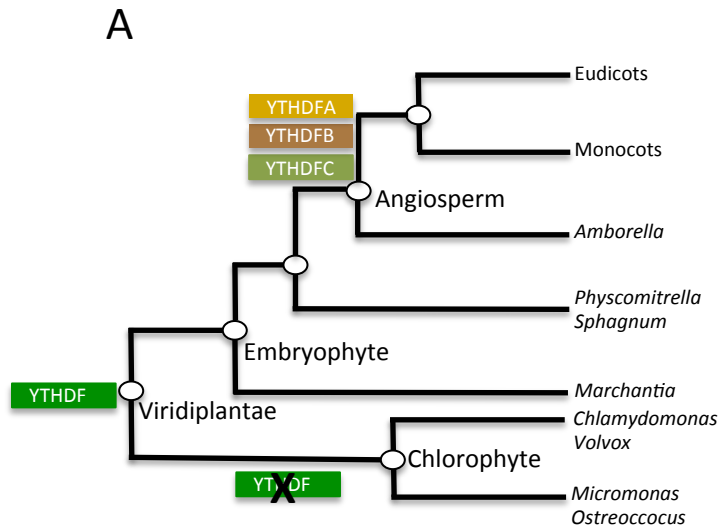 A
Eudicots
YTHDFA
YTHDFB
Monocots
YTHDFC
Angiosperm
Amborella
Physcomitrella
Sphagnum
Embryophyte
YTHDF
Viridiplantae
Marchantia
Chlamydomonas
Volvox
Chlorophyte
YTHDF
X
Micromonas
Ostreoccocus